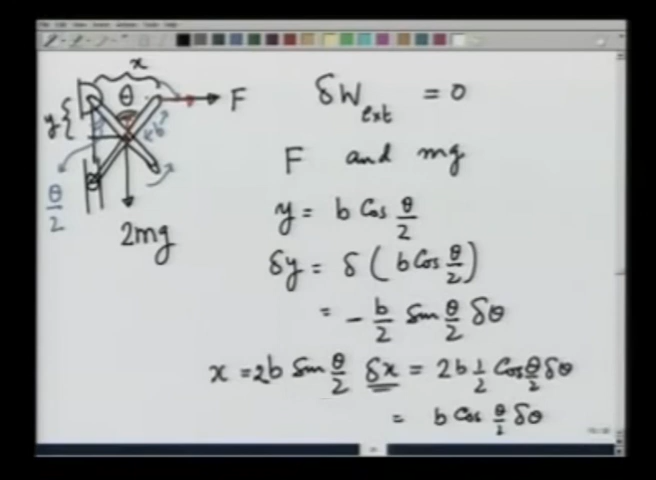 x
θ
F
y
b
θ/2
2mg
δW_ext = 0
F and mg
y = b Cos θ/2
δy = δ ( b Cos θ/2 )
= - b/2 Sin θ/2 δθ
x = 2b Sin θ/2 δx = 2b 1/2 Cos θ/2 δθ
= b Cos θ/2 δθ